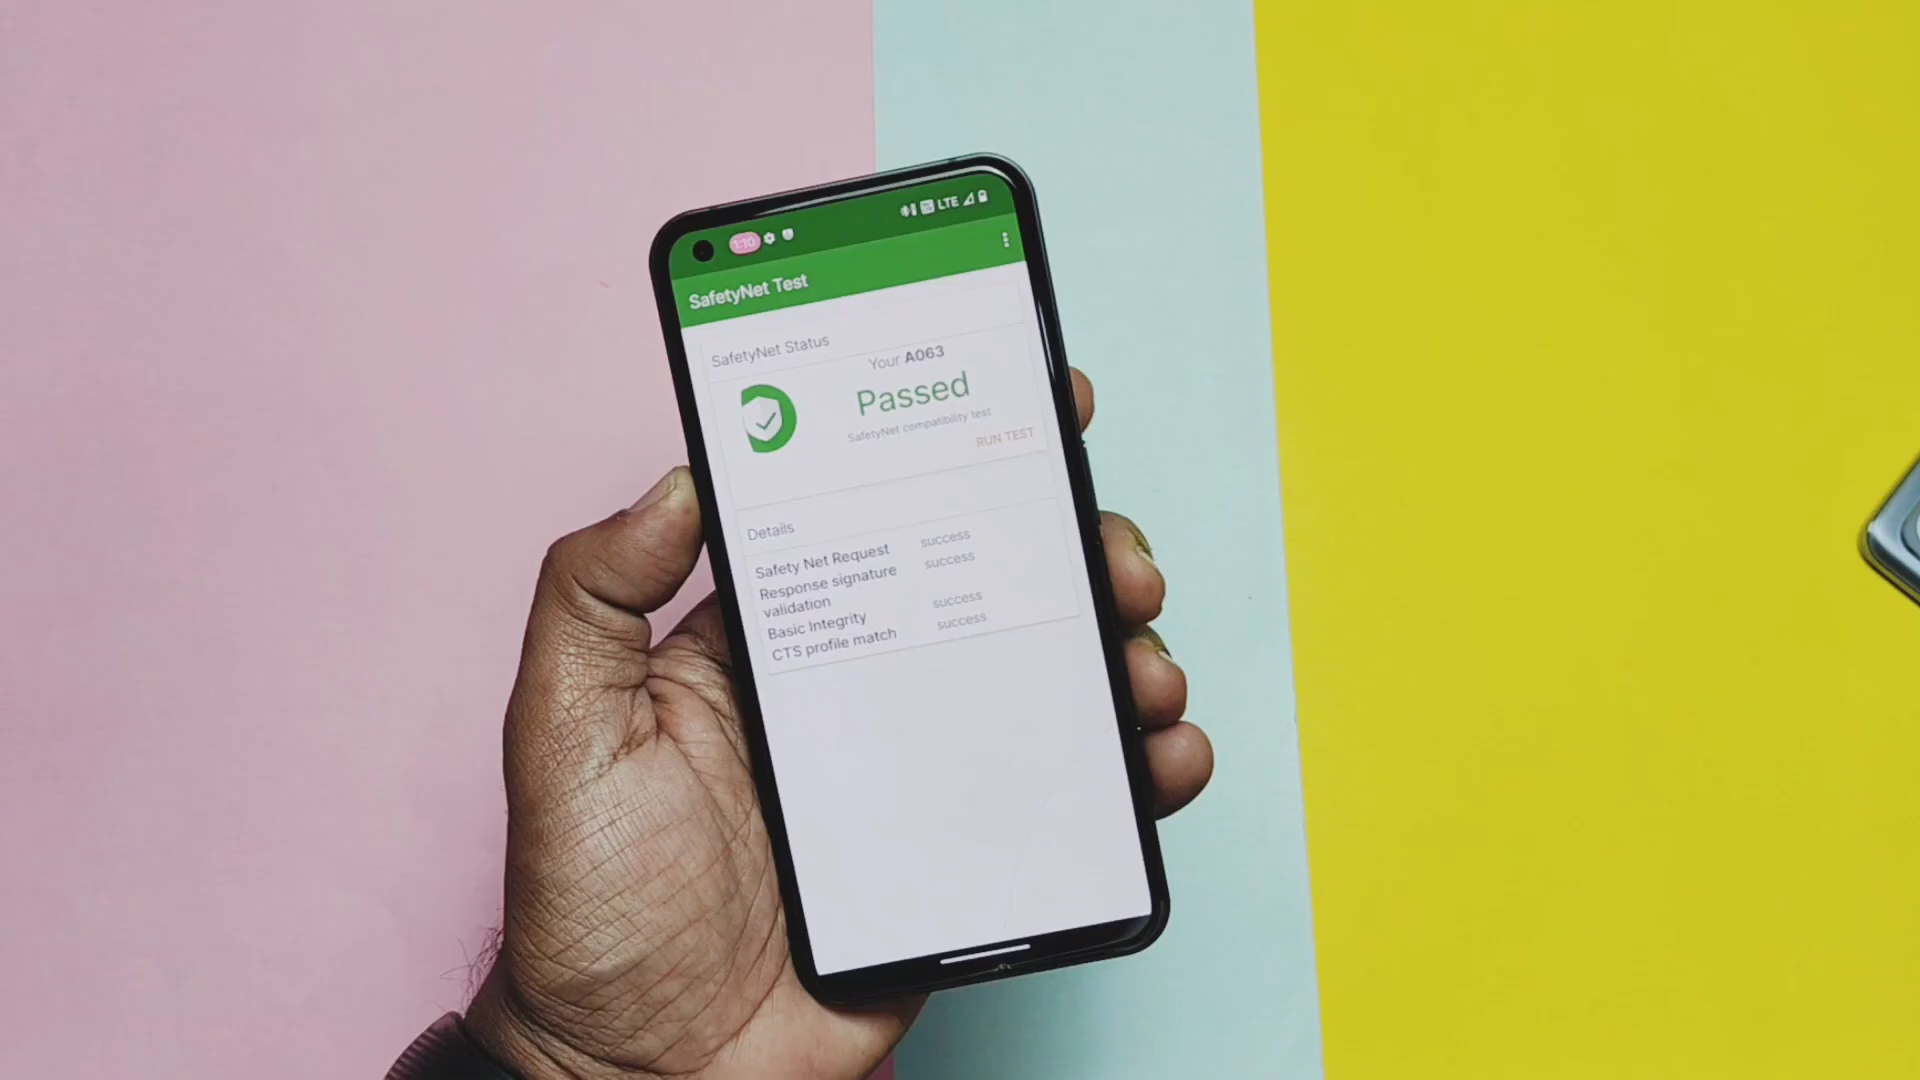 1:10
LTE
SafetyNet Test
SafetyNet Status
Your A063
Passed
SafetyNet compatibility test
RUN TEST
Details
Safety Net Request success
Response signature success
validation
Basic Integrity success
CTS profile match success